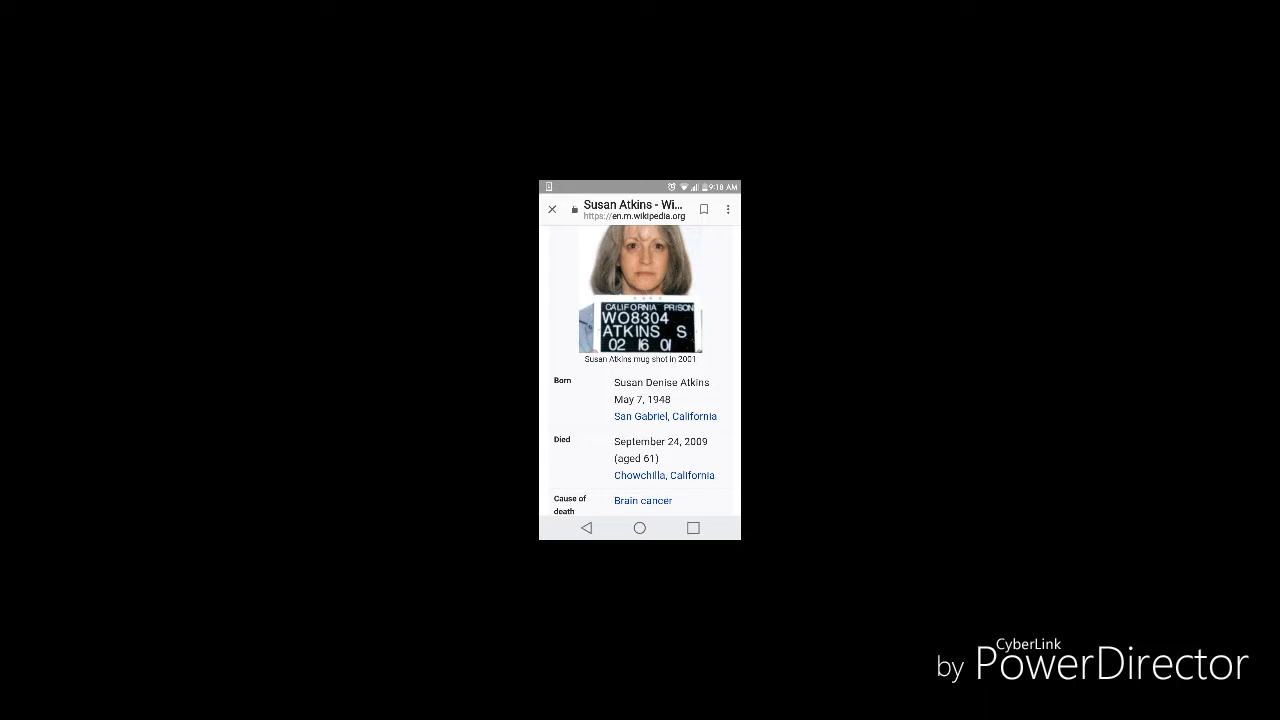 9:18 AM
Susan Atkins - Wi...
https://en.m.wikipedia.org
CALIFORNIA PRISON
WO8304
ATKINS S
02 16 01
Susan Atkins mug shot in 2001
Born
Susan Denise Atkins
May 7, 1948
San Gabriel, California
Died
September 24, 2009
(aged 61)
Chowchilla, California
Cause of
death
Brain cancer
CyberLink
by PowerDirector